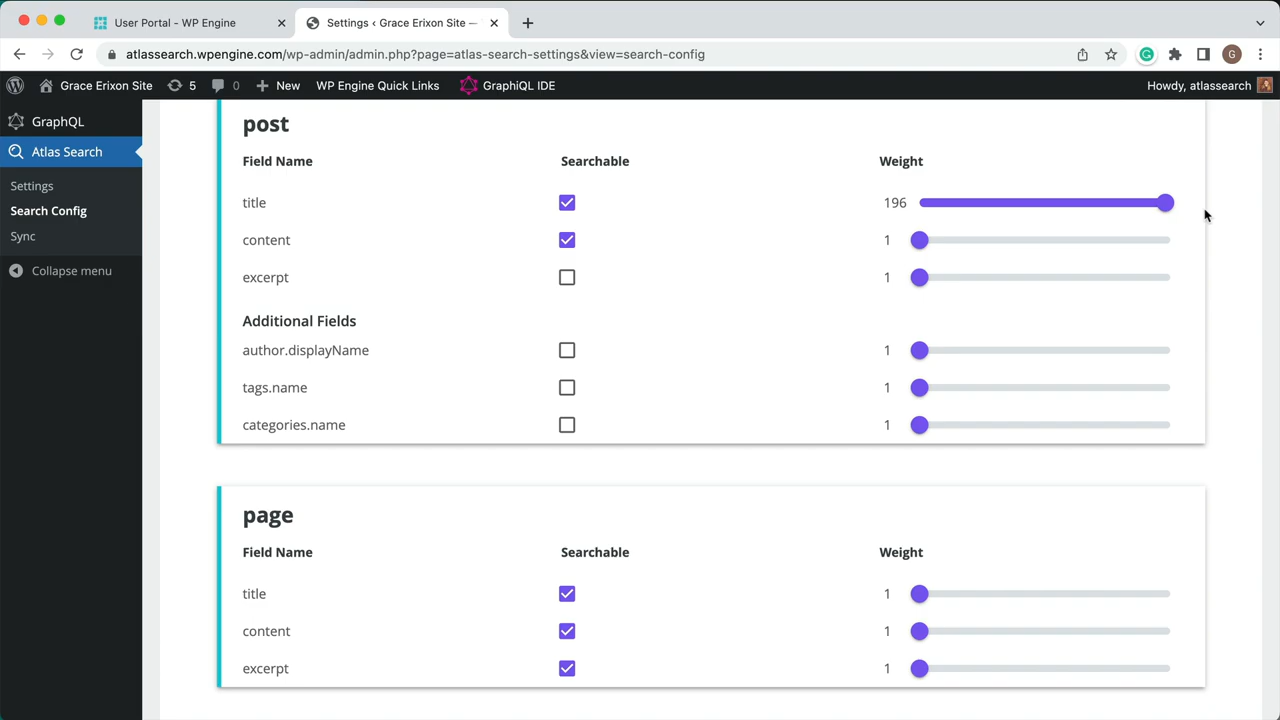 User Portal - WP Engine
Settings ‹ Grace Erixon Site —
atlassearch.wpengine.com/wp-admin/admin.php?page=atlas-search-settings&view=search-config
G
Grace Erixon Site 5 0 New WP Engine Quick Links GraphiQL IDE Howdy, atlassearch
GraphQL
Atlas Search
Settings
Search Config
Sync
Collapse menu
post
Field Name Searchable Weight
title 196
content 1
excerpt 1
Additional Fields
author.displayName 1
tags.name 1
categories.name 1
page
Field Name Searchable Weight
title 1
content 1
excerpt 1